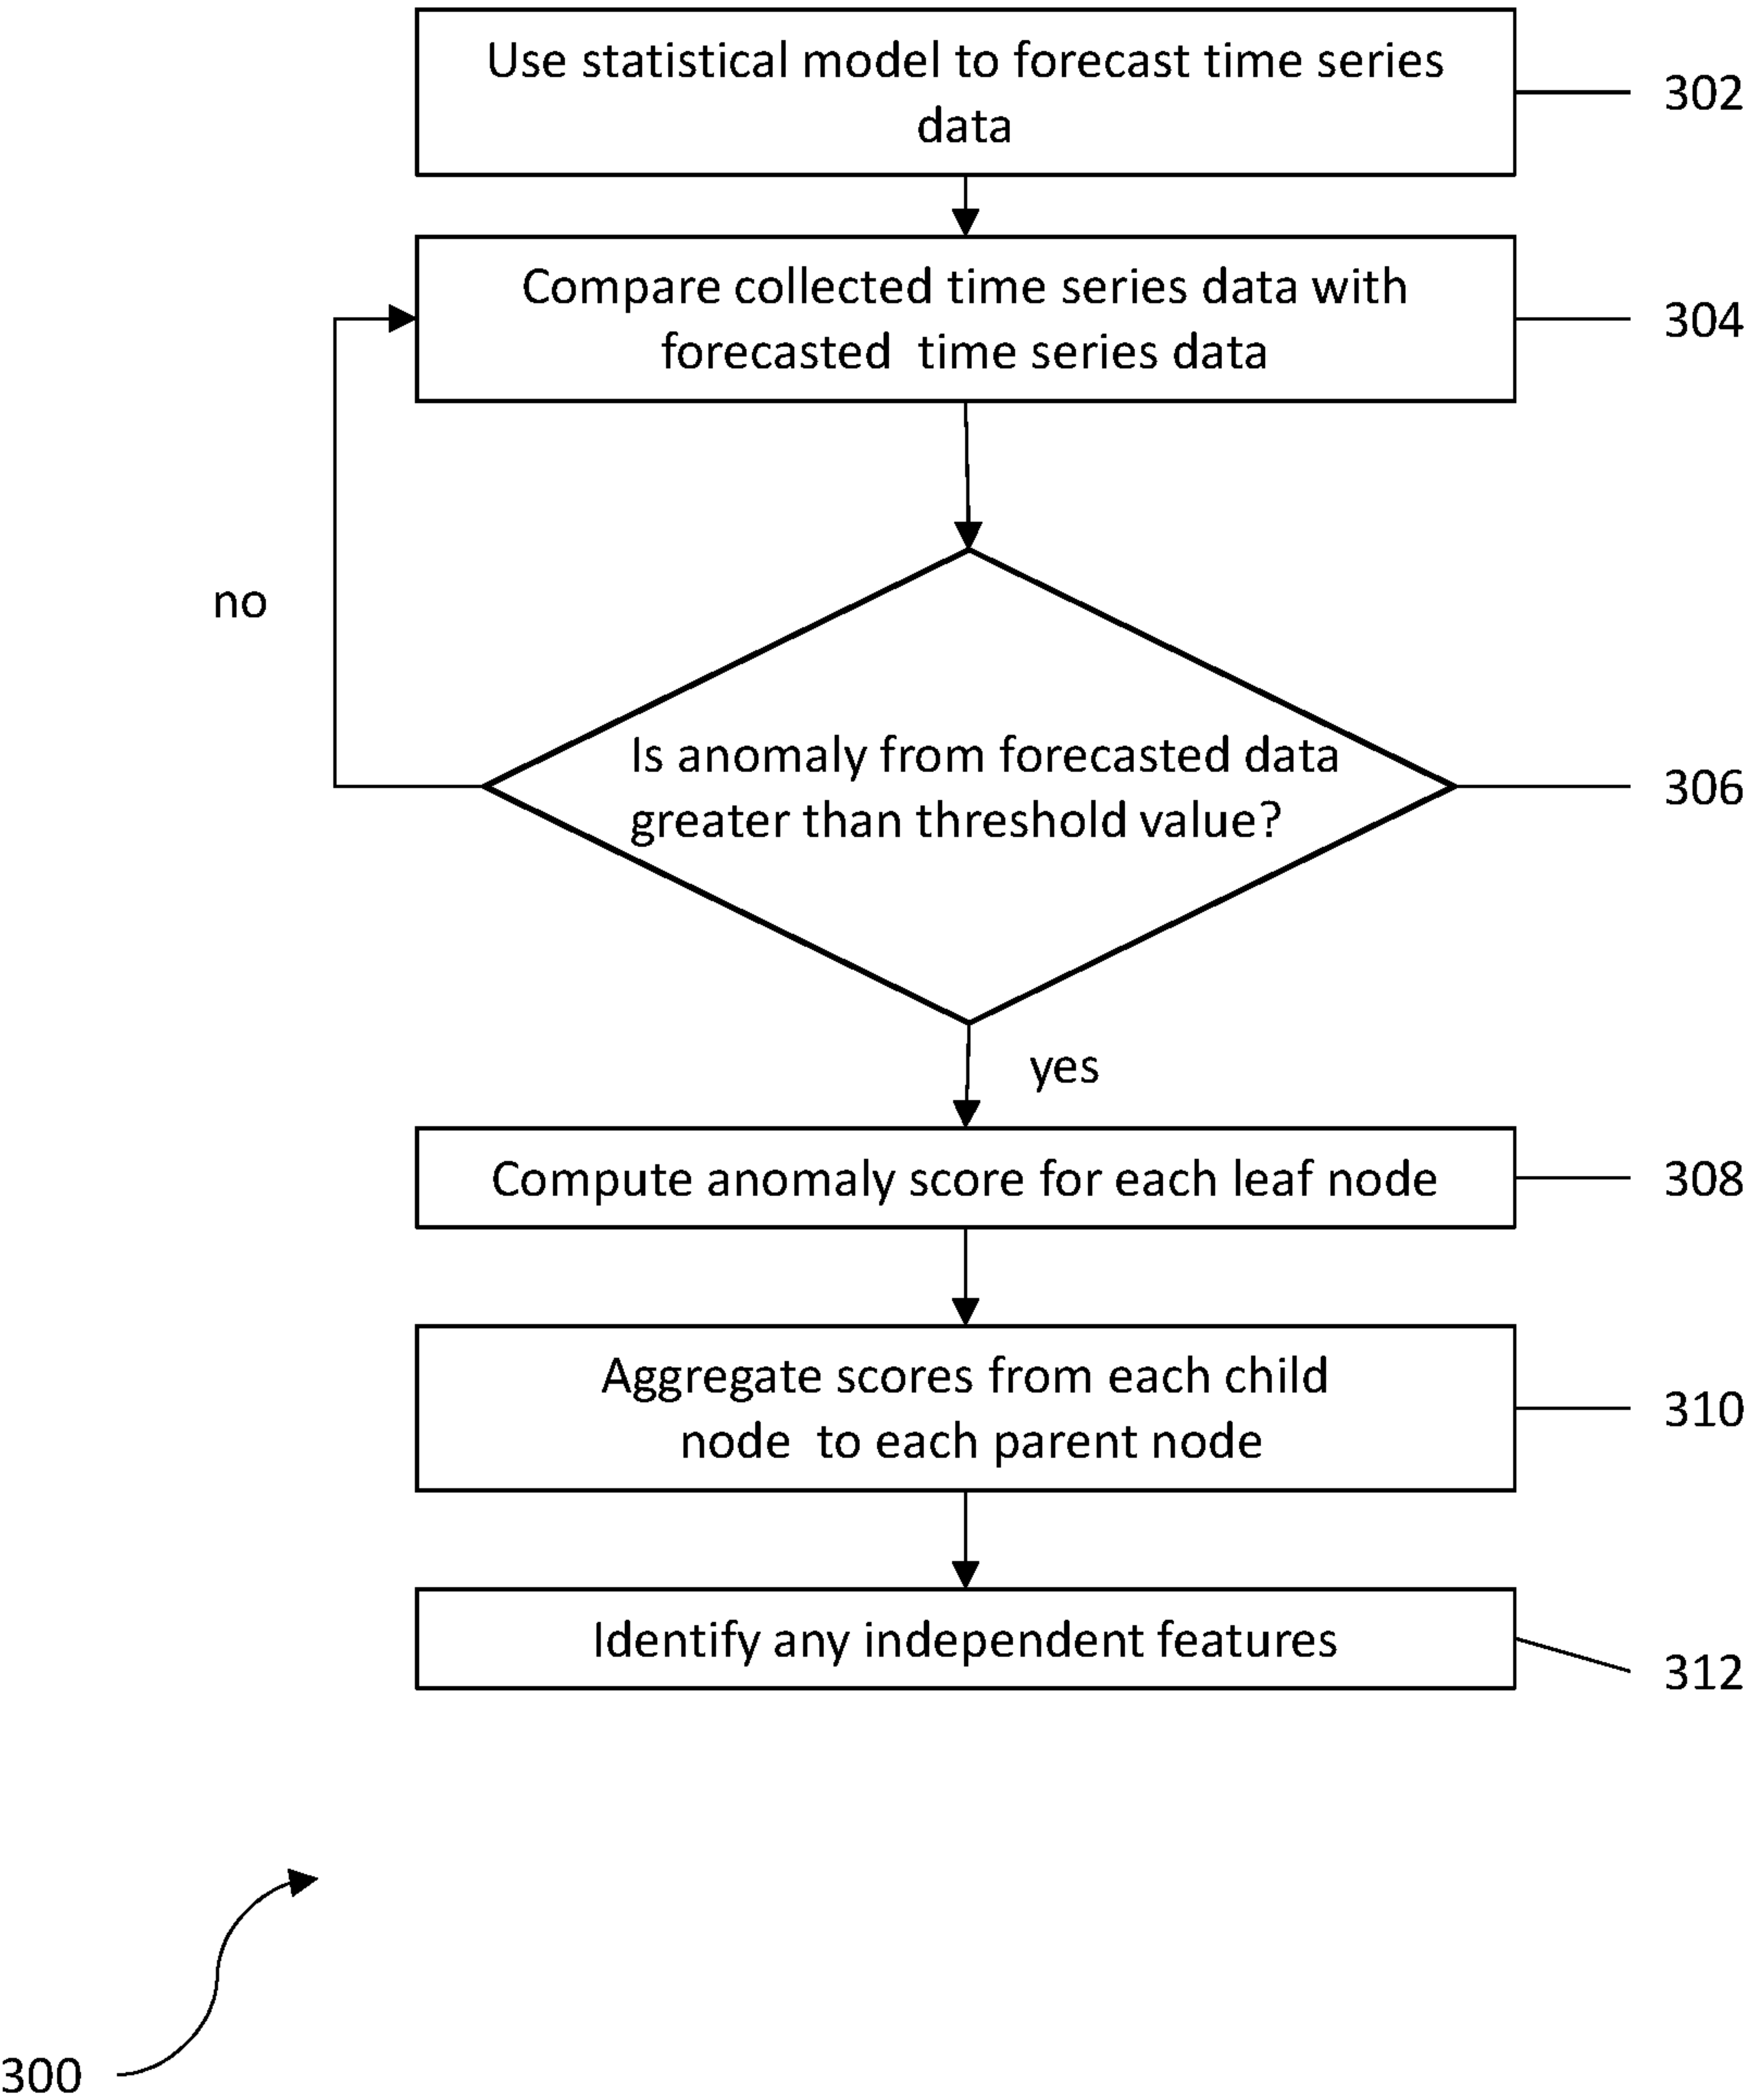 Use statistical model to forecast time series
data
302
Compare collected time series data with
forecasted  time series data
304
no
Is anomaly from forecasted data
greater than threshold value?
306
yes
Compute anomaly score for each leaf node
308
Aggregate scores from each child
node  to each parent node
310
Identify any independent features
312
300